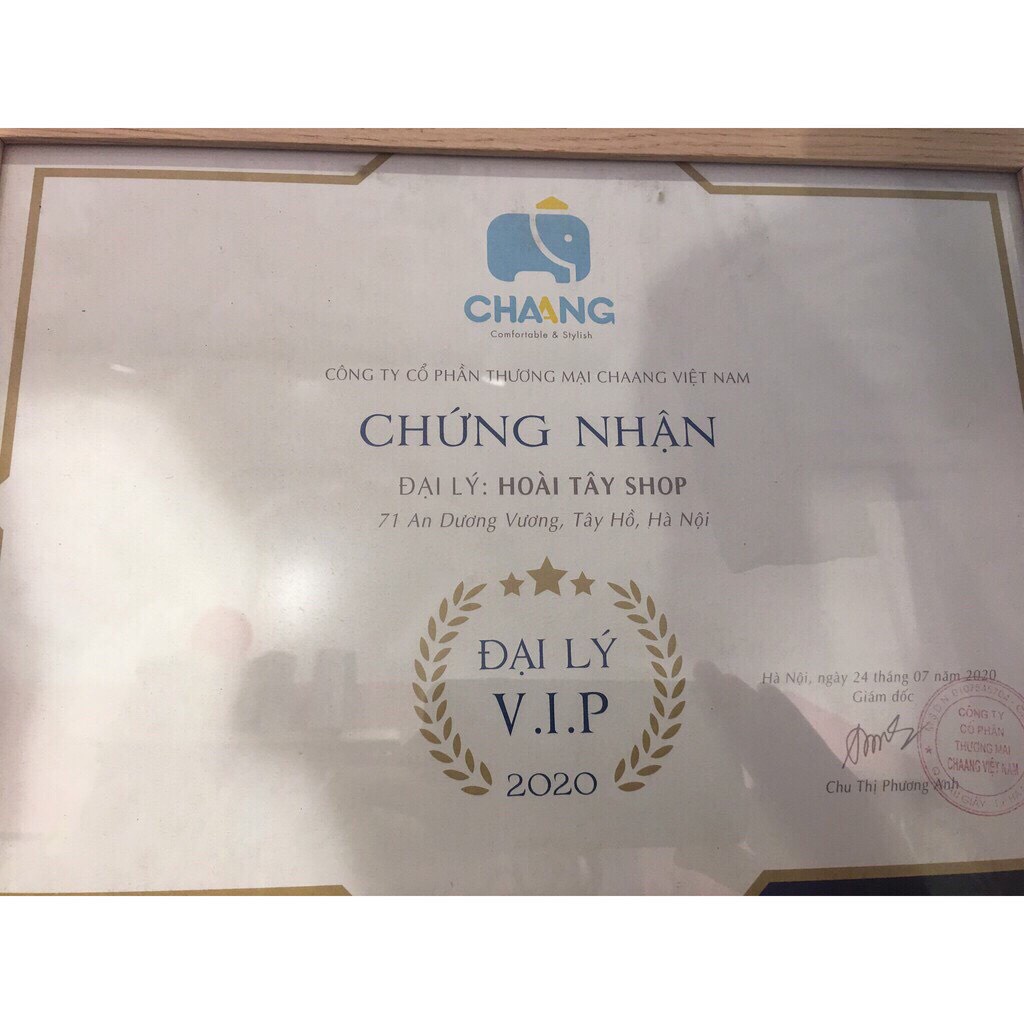 CHAANG
Comfortable & Stylish
CÔNG TY CỔ PHẦN THƯƠNG MẠI CHAANG VIỆT NAM
CHỨNG NHẬN
ĐẠI LÝ: HOÀI TÂY SHOP
71 An Dương Vương, Tây Hồ, Hà Nội
ĐẠI LÝ
V.I.P
2020
Hà Nội, ngày 24 tháng 07 năm 2020
Giám đốc
CÔNG TY
CỔ PHẦN
THƯƠNG MẠI
CHAANG VIỆT NAM
Chu Thị Phương Anh